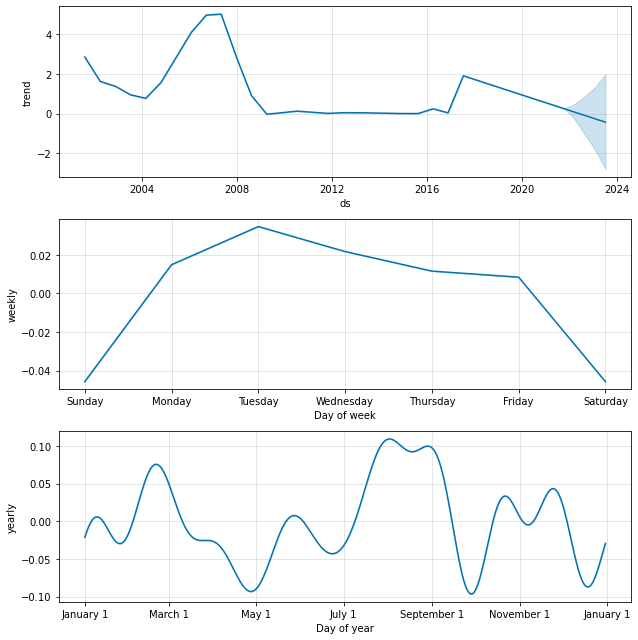 4
2
0
−2
trend
2004
2008
2012
2016
2020
2024
ds
0.02
0.00
−0.02
−0.04
weekly
Sunday
Monday
Tuesday
Wednesday
Thursday
Friday
Saturday
Day of week
0.10
0.05
0.00
−0.05
−0.10
yearly
January 1
March 1
May 1
July 1
September 1
November 1
January 1
Day of year